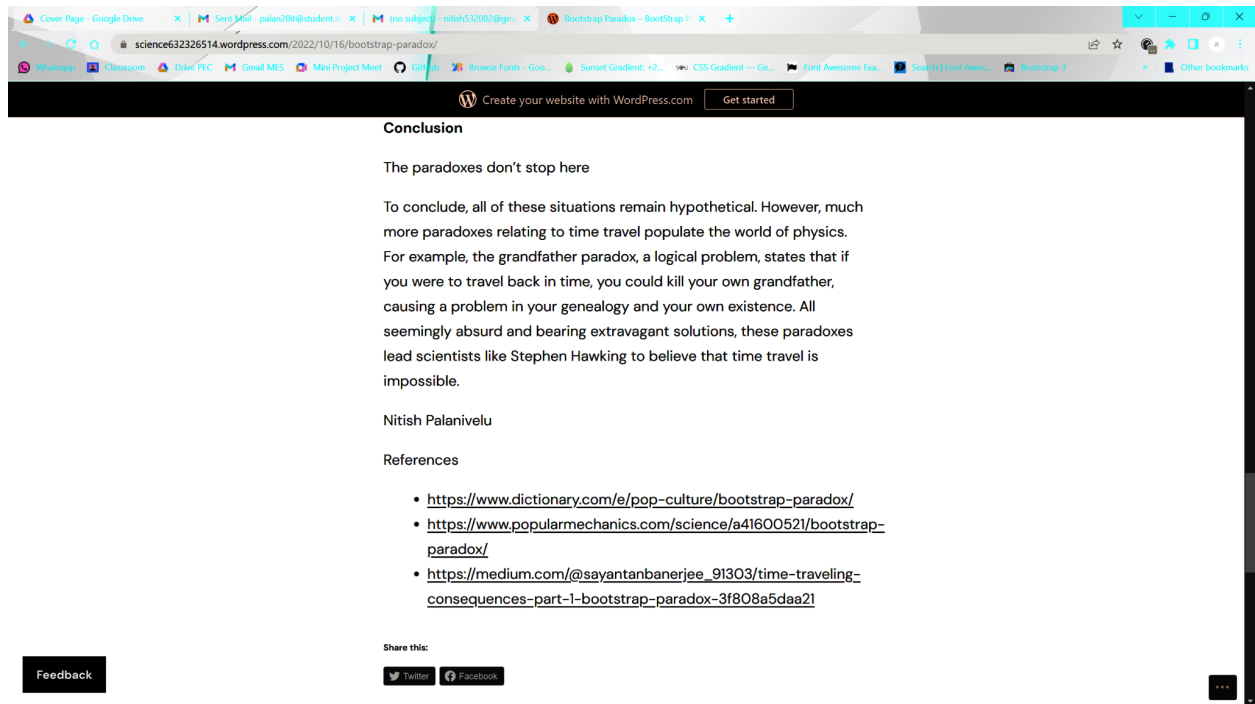 Cover Page - Google Drive
Sent Mail - palan20it@student.n
(no subject) - nitish532002@gma
Bootstrap Paradox – BootStrap P
science632326514.wordpress.com/2022/10/16/bootstrap-paradox/
Whatsapp Classroom Drive PEC Gmail MES Mini Project Meet GitHub Browse Fonts - Goo... Sunset Gradient: +2... CSS Gradient — Ge... Font Awesome Exa... Search | Font Awes... Bootstrap 3 » Other bookmarks
Create your website with WordPress.com Get started
Conclusion
The paradoxes don’t stop here
To conclude, all of these situations remain hypothetical. However, much
more paradoxes relating to time travel populate the world of physics.
For example, the grandfather paradox, a logical problem, states that if
you were to travel back in time, you could kill your own grandfather,
causing a problem in your genealogy and your own existence. All
seemingly absurd and bearing extravagant solutions, these paradoxes
lead scientists like Stephen Hawking to believe that time travel is
impossible.
Nitish Palanivelu
References
• https://www.dictionary.com/e/pop-culture/bootstrap-paradox/
• https://www.popularmechanics.com/science/a41600521/bootstrap-
paradox/
• https://medium.com/@sayantanbanerjee_91303/time-traveling-
consequences-part-1-bootstrap-paradox-3f808a5daa21
Share this:
Twitter Facebook
Feedback